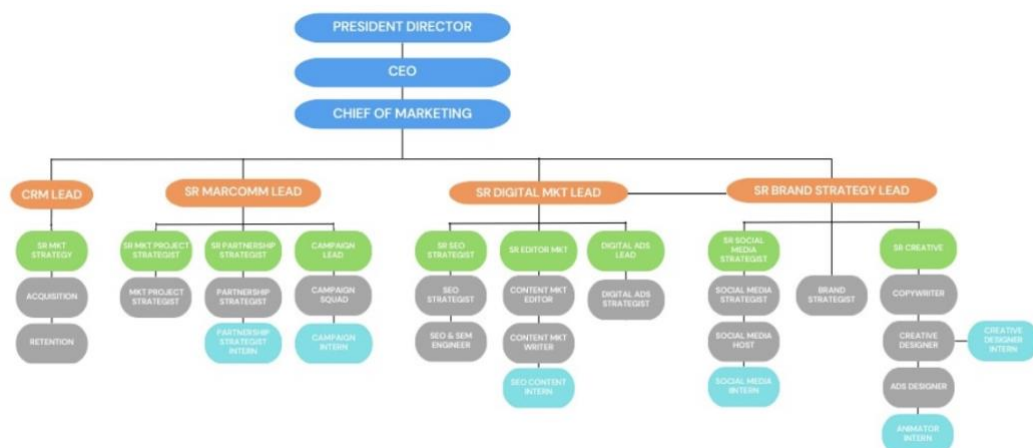 PRESIDENT DIRECTOR
CEO
CHIEF OF MARKETING
CRM LEAD
SR MARCOMM LEAD
SR DIGITAL MKT LEAD
SR BRAND STRATEGY LEAD
SR MKT
STRATEGY
ACQUISITION
RETENTION
SR MKT PROJECT
STRATEGIST
MKT PROJECT
STRATEGIST
SR PARTNERSHIP
STRATEGIST
PARTNERSHIP
STRATEGIST
PARTNERSHIP
STRATEGIST
INTERN
CAMPAIGN
LEAD
CAMPAIGN
SQUAD
CAMPAIGN
INTERN
SR SEO
STRATEGIST
SEO
STRATEGIST
SEO & SEM
ENGINEER
SR EDITOR MKT
CONTENT MKT
EDITOR
CONTENT MKT
WRITER
SEO CONTENT
INTERN
DIGITAL ADS
LEAD
DIGITAL ADS
STRATEGIST
SR SOCIAL
MEDIA
STRATEGIST
SOCIAL MEDIA
STRATEGIST
SOCIAL MEDIA
HOST
SOCIAL MEDIA
IINTERN
BRAND
STRATEGIST
SR CREATIVE
COPYWRITER
CREATIVE
DESIGNER
CREATIVE
DESIGNER
INTERN
ADS DESIGNER
ANIMATOR
INTERN